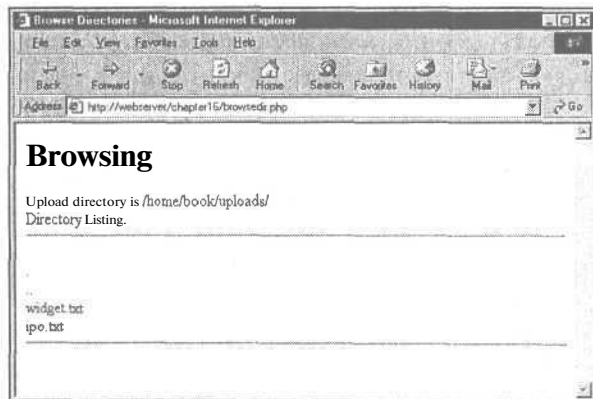 Browse Directories - Microsoft Internet Explorer
File Edit View Favorites Tools Help
Back Forward Stop Refresh Home Search Favorites History Mail Print
Address http://webserver/chapter16/browsedir.php Go
Browsing
Upload directory is /home/book/uploads/
Directory Listing.
.
..
widget.txt
ipo.txt